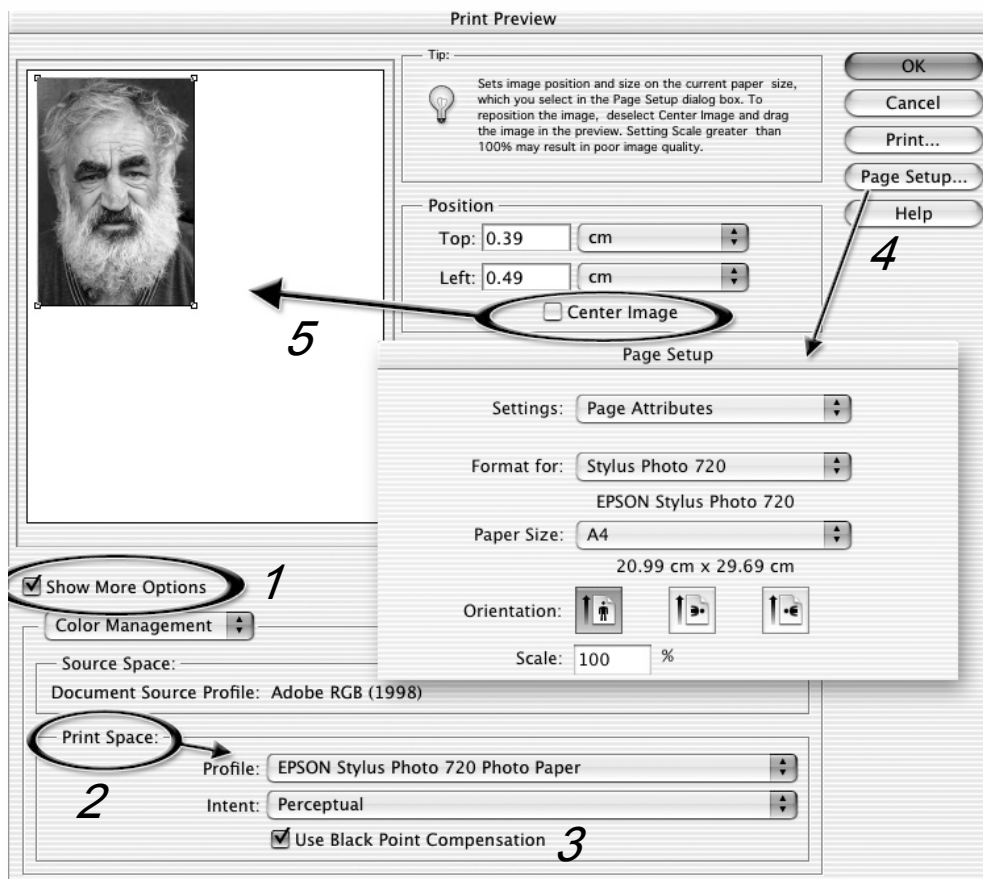 Print Preview
Tip:
Sets image position and size on the current paper size,
which you select in the Page Setup dialog box. To
reposition the image, deselect Center Image and drag
the image in the preview. Setting Scale greater than
100% may result in poor image quality.
OK
Cancel
Print...
Page Setup...
Help
4
Position
Top: 0.39 cm
Left: 0.49 cm
Center Image
5
Page Setup
Settings: Page Attributes
Format for: Stylus Photo 720
EPSON Stylus Photo 720
Paper Size: A4
20.99 cm x 29.69 cm
Orientation:
Scale: 100 %
Show More Options 1
Color Management
Source Space:
Document Source Profile: Adobe RGB (1998)
Print Space:
2
Profile: EPSON Stylus Photo 720 Photo Paper
Intent: Perceptual
Use Black Point Compensation 3